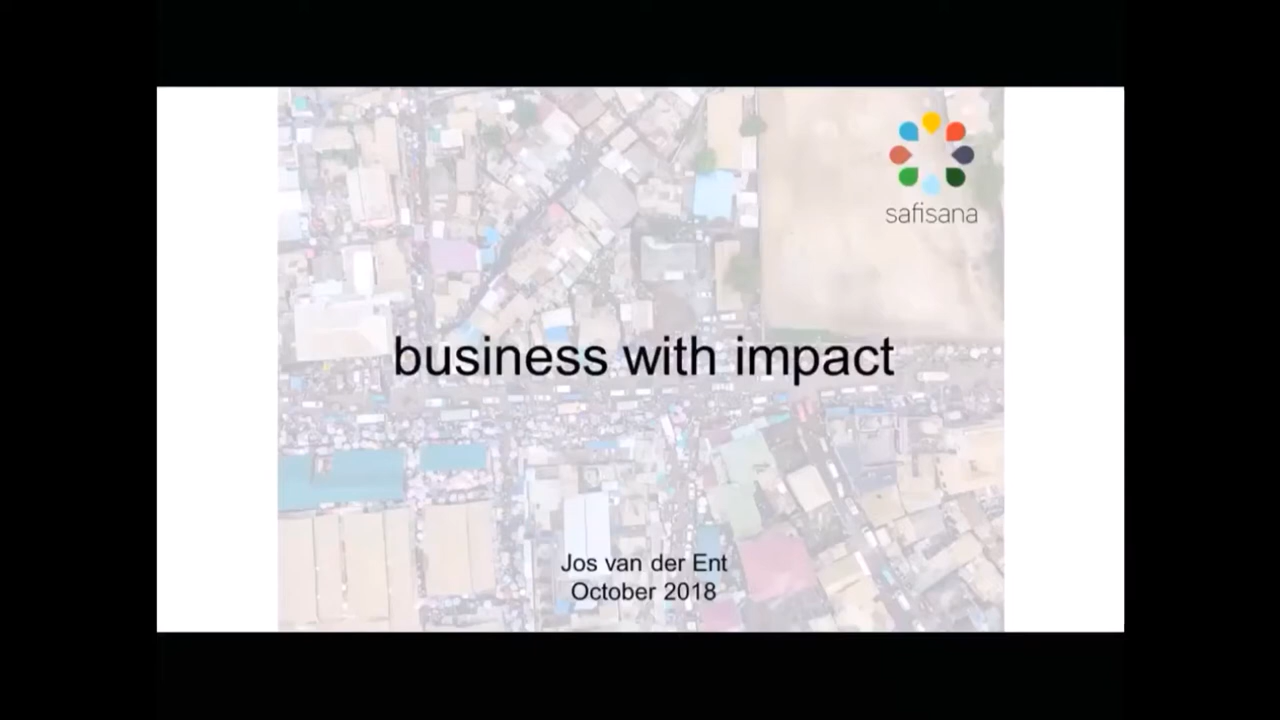 safisana
business with impact
Jos van der Ent
October 2018